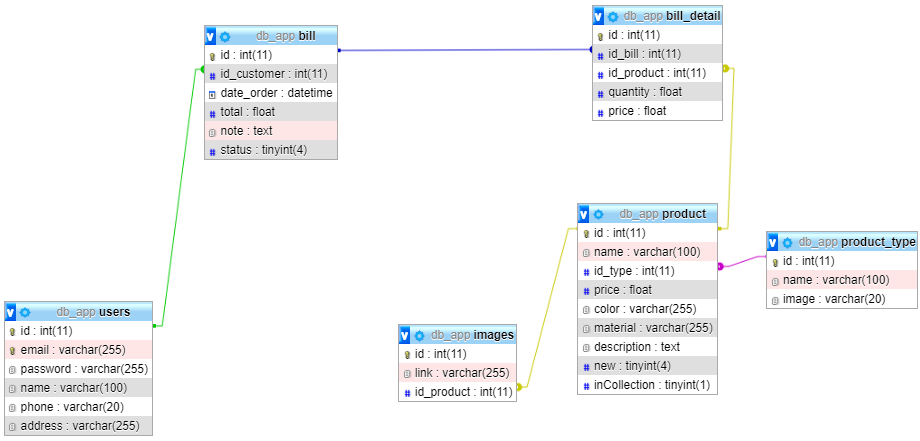 db_app bill
id : int(11)
id_customer : int(11)
date_order : datetime
total : float
note : text
status : tinyint(4)
db_app bill_detail
id : int(11)
id_bill : int(11)
id_product : int(11)
quantity : float
price : float
db_app product
id : int(11)
name : varchar(100)
id_type : int(11)
price : float
color : varchar(255)
material : varchar(255)
description : text
new : tinyint(4)
inCollection : tinyint(1)
db_app product_type
id : int(11)
name : varchar(100)
image : varchar(20)
db_app users
id : int(11)
email : varchar(255)
password : varchar(255)
name : varchar(100)
phone : varchar(20)
address : varchar(255)
db_app images
id : int(11)
link : varchar(255)
id_product : int(11)